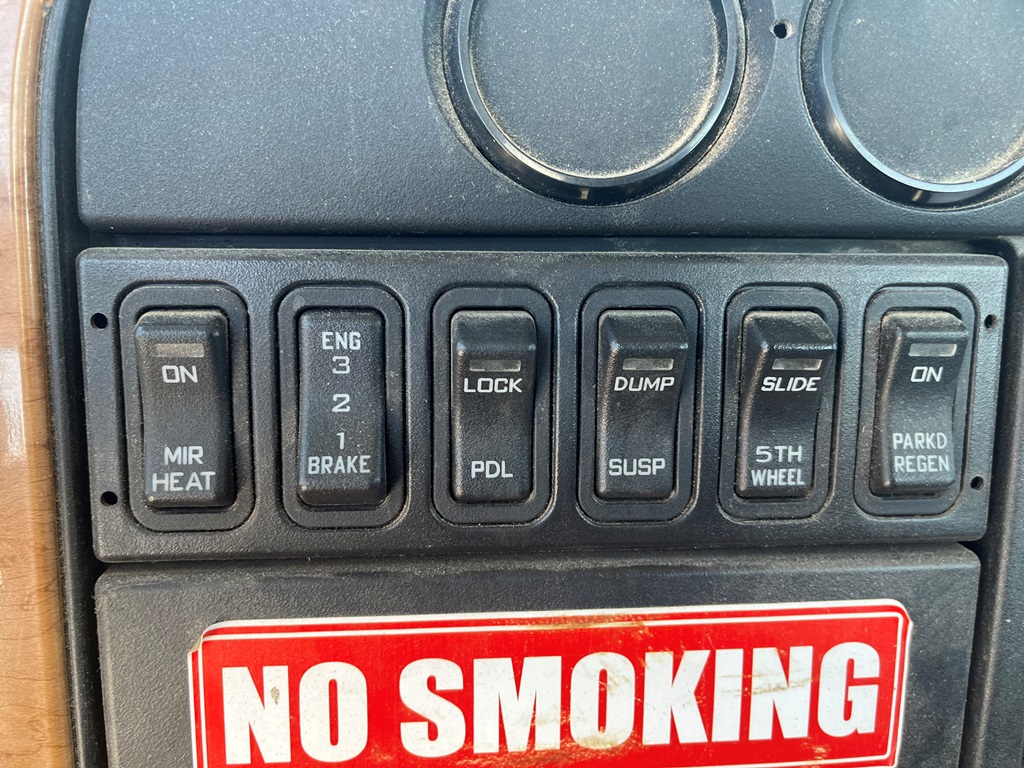 ON
MIR
HEAT
ENG
3
2
1
BRAKE
LOCK
PDL
DUMP
SUSP
SLIDE
5TH
WHEEL
ON
PARKD
REGEN
NO SMOKING